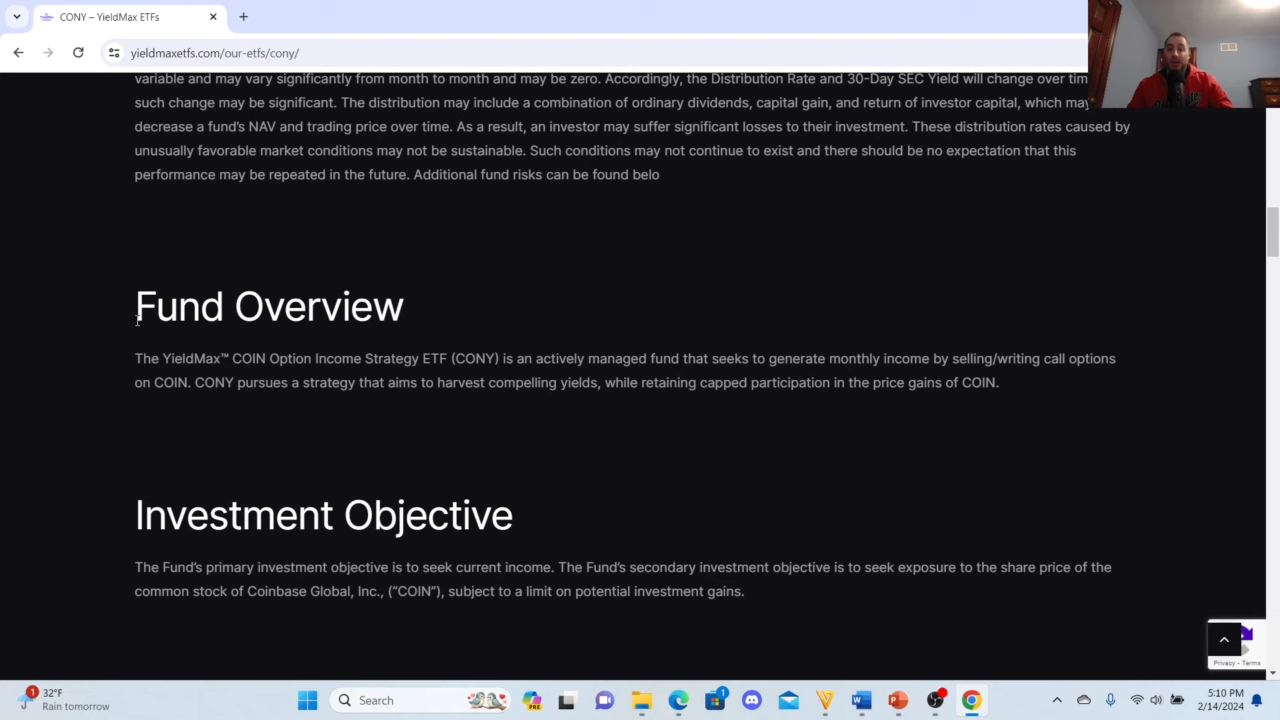 CONY – YieldMax ETFs
yieldmaxetfs.com/our-etfs/cony/
variable and may vary significantly from month to month and may be zero. Accordingly, the Distribution Rate and 30-Day SEC Yield will change over tim
such change may be significant. The distribution may include a combination of ordinary dividends, capital gain, and return of investor capital, which may
decrease a fund's NAV and trading price over time. As a result, an investor may suffer significant losses to their investment. These distribution rates caused by
unusually favorable market conditions may not be sustainable. Such conditions may not continue to exist and there should be no expectation that this
performance may be repeated in the future. Additional fund risks can be found belo
Fund Overview
The YieldMax™ COIN Option Income Strategy ETF (CONY) is an actively managed fund that seeks to generate monthly income by selling/writing call options
on COIN. CONY pursues a strategy that aims to harvest compelling yields, while retaining capped participation in the price gains of COIN.
Investment Objective
The Fund's primary investment objective is to seek current income. The Fund's secondary investment objective is to seek exposure to the share price of the
common stock of Coinbase Global, Inc., (“COIN”), subject to a limit on potential investment gains.
Privacy - Terms
1
32°F
Rain tomorrow
Search
1
5:10 PM
2/14/2024